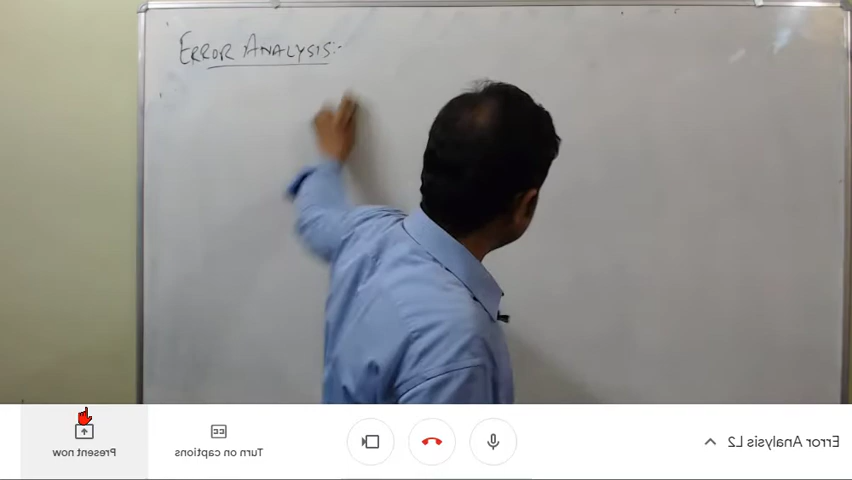 ERROR ANALYSIS:-
Present now
Turn on captions
Error Analysis L2